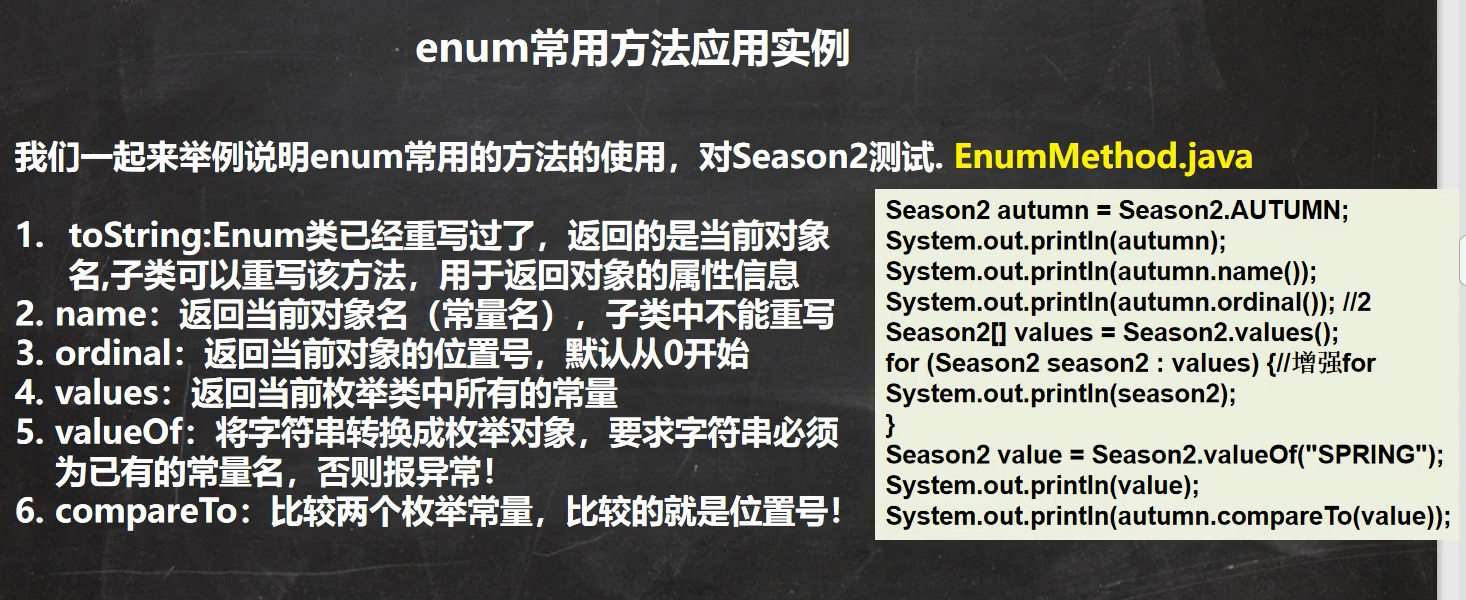 enum常用方法应用实例
我们一起来举例说明enum常用的方法的使用，对Season2测试. EnumMethod.java
1. toString:Enum类已经重写过了，返回的是当前对象
名,子类可以重写该方法，用于返回对象的属性信息
2. name：返回当前对象名（常量名），子类中不能重写
3. ordinal：返回当前对象的位置号，默认从0开始
4. values：返回当前枚举类中所有的常量
5. valueOf：将字符串转换成枚举对象，要求字符串必须
为已有的常量名，否则报异常！
6. compareTo：比较两个枚举常量，比较的就是位置号！
Season2 autumn = Season2.AUTUMN;
System.out.println(autumn);
System.out.println(autumn.name());
System.out.println(autumn.ordinal()); //2
Season2[] values = Season2.values();
for (Season2 season2 : values) {//增强for
System.out.println(season2);
}
Season2 value = Season2.valueOf("SPRING");
System.out.println(value);
System.out.println(autumn.compareTo(value));